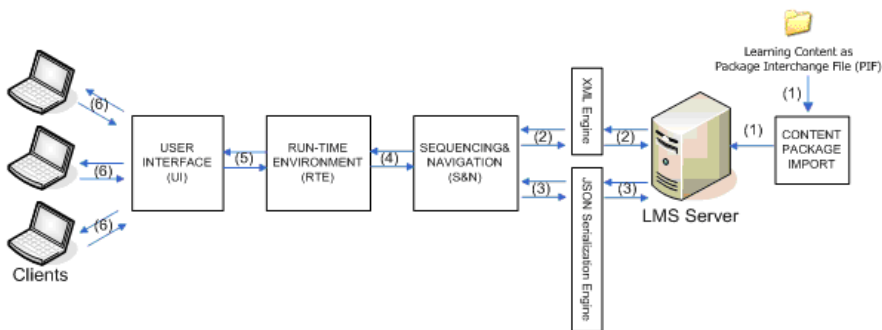 Learning Content as
Package Interchange File (PIF)
(1)
(1)
CONTENT
PACKAGE
IMPORT
LMS Server
XML Engine
(2)
(2)
JSON Serialization Engine
(3)
(3)
SEQUENCING&
NAVIGATION
(S&N)
(4)
RUN-TIME
ENVIRONMENT
(RTE)
(5)
USER
INTERFACE
(UI)
(6)
(6)
(6)
Clients